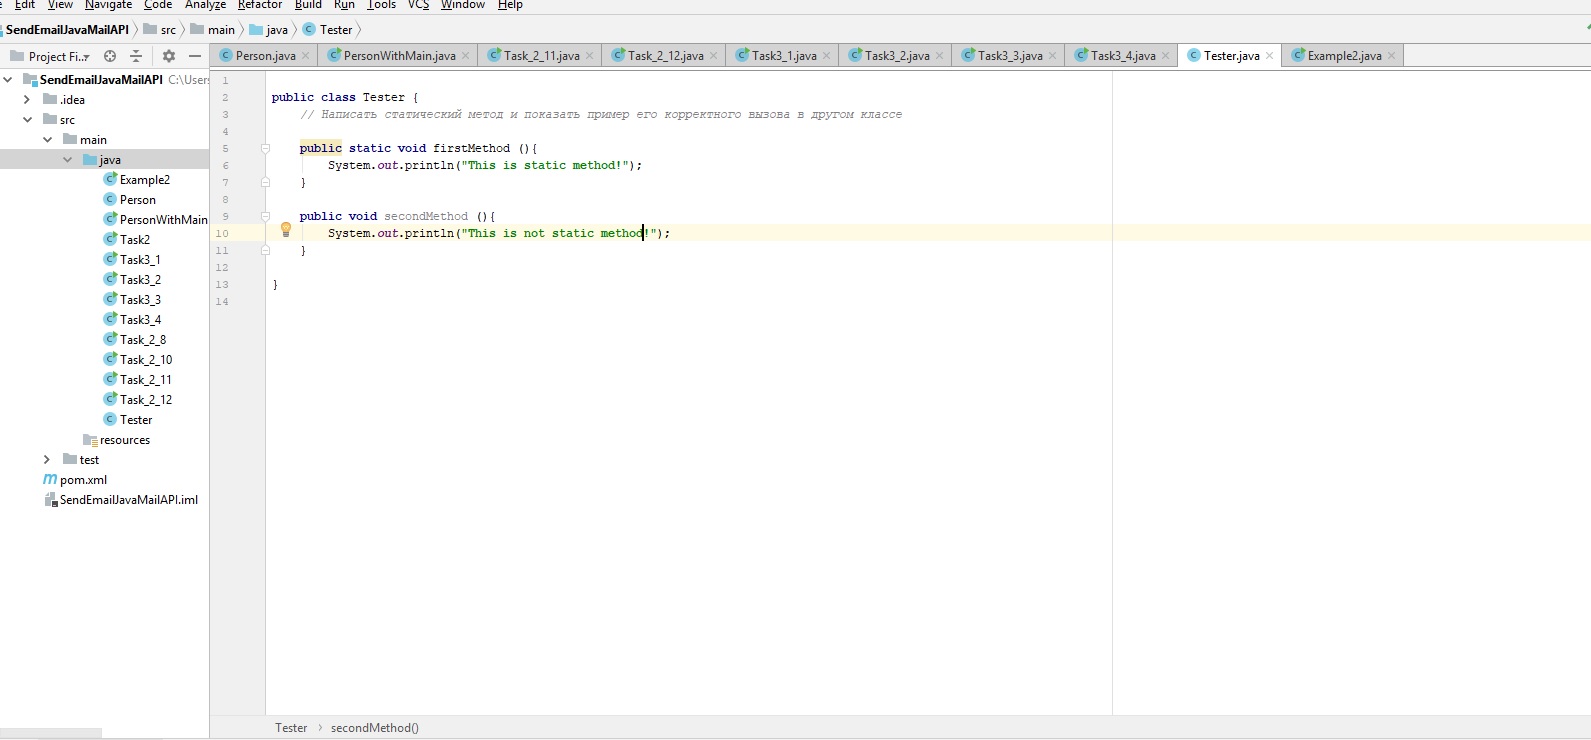 Edit View Navigate Code Analyze Refactor Build Run Tools VCS Window Help
SendEmailJavaMailAPI src main java Tester
Project Fi... Person.java PersonWithMain.java Task_2_11.java Task_2_12.java Task3_1.java Task3_2.java Task3_3.java Task3_4.java Tester.java Example2.java
SendEmailJavaMailAPI C:\Users
.idea
src
main
java
Example2
Person
PersonWithMain
Task2
Task3_1
Task3_2
Task3_3
Task3_4
Task_2_8
Task_2_10
Task_2_11
Task_2_12
Tester
resources
test
pom.xml
SendEmailJavaMailAPI.iml
1
2 public class Tester {
3 // Написать статический метод и показать пример его корректного вызова в другом классе
4
5 public static void firstMethod (){
6 System.out.println("This is static method!");
7 }
8
9 public void secondMethod (){
10 System.out.println("This is not static method!");
11 }
12
13 }
14
Tester secondMethod()